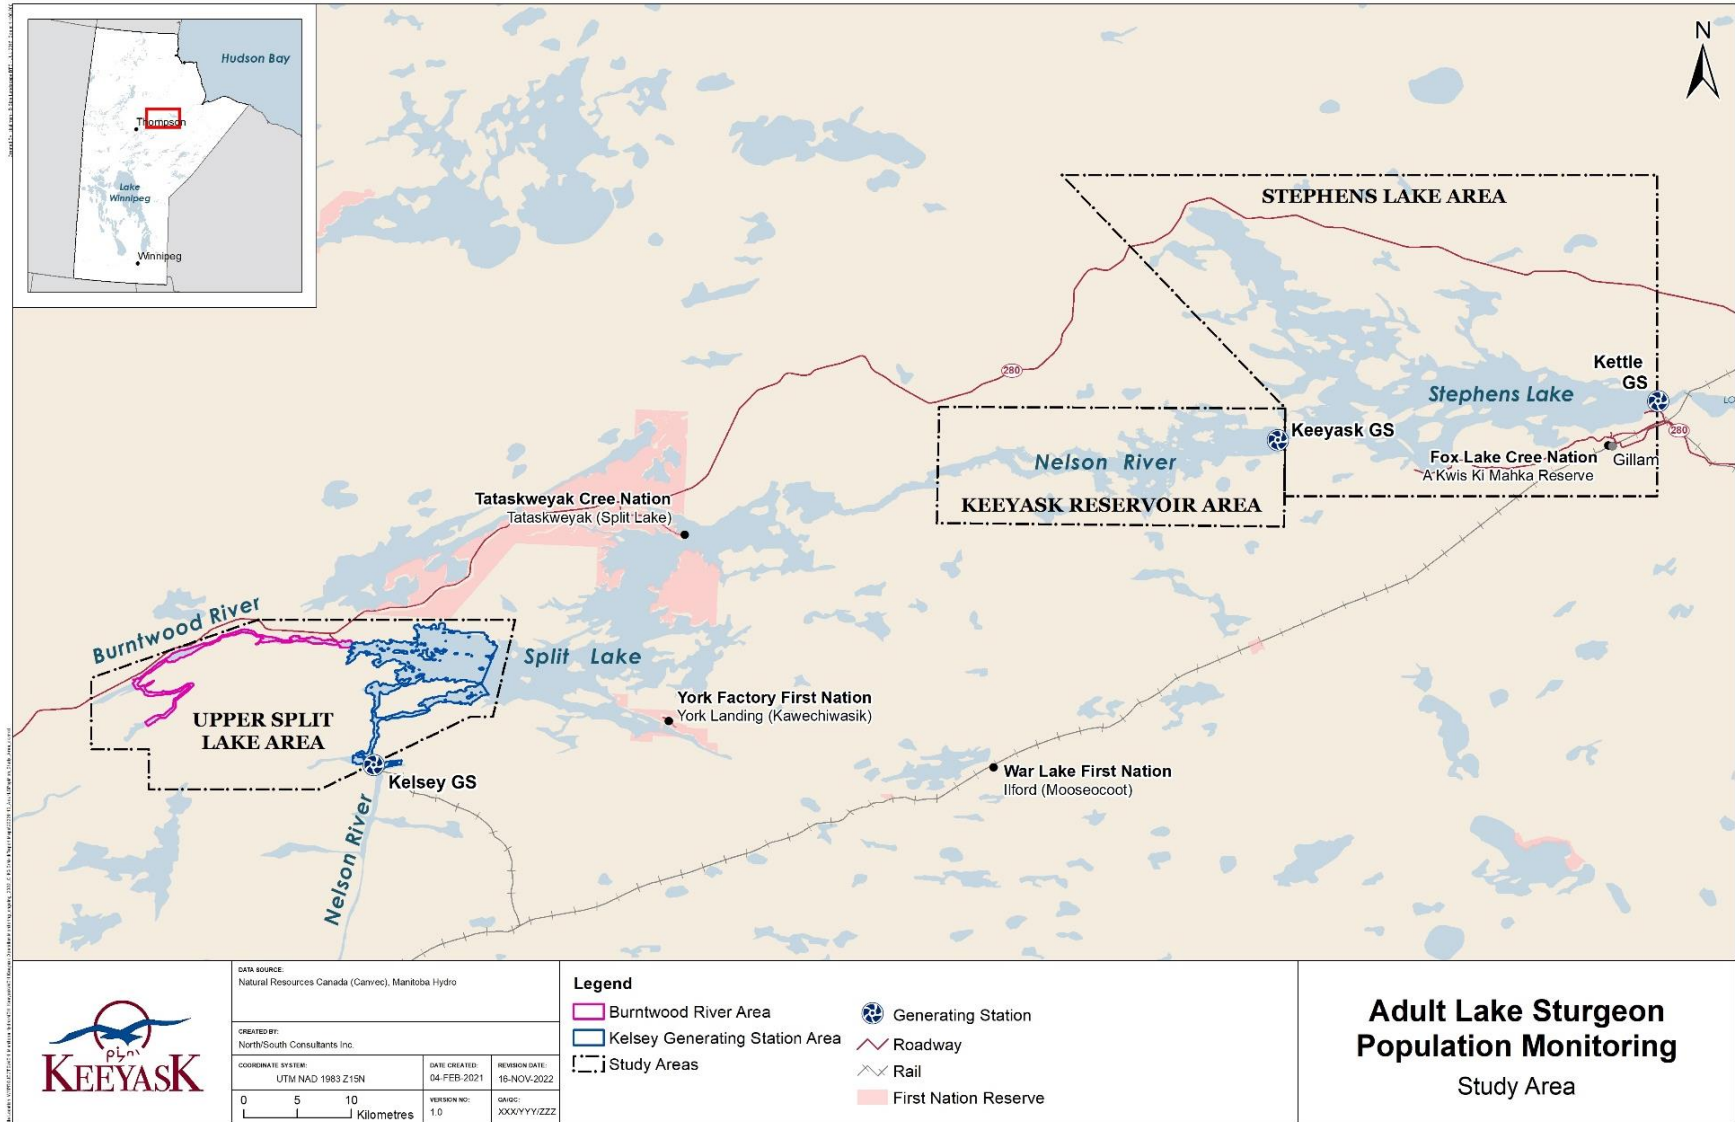 Hudson Bay
Thompson
Lake
Winnipeg
Winnipeg
N
STEPHENS LAKE AREA
280
Kettle
GS
Stephens Lake
Keeyask GS
Nelson River
KEEYASK RESERVOIR AREA
Fox Lake Cree Nation
A Kwis Ki Mahka Reserve
Gillam
280
Tataskweyak Cree Nation
Tataskweyak (Split Lake)
Burntwood River
Split Lake
UPPER SPLIT
LAKE AREA
York Factory First Nation
York Landing (Kawechiwasik)
Kelsey GS
War Lake First Nation
Ilford (Mooseocoot)
Nelson River
KEEYASK
DATA SOURCE:
Natural Resources Canada (Canvec), Manitoba Hydro
CREATED BY:
North/South Consultants Inc.
COORDINATE SYSTEM:
UTM NAD 1983 Z15N
DATE CREATED:
04-FEB-2021
REVISION DATE:
16-NOV-2022
0 5 10
Kilometres
VERSION NO:
1.0
QA/QC:
XXX/YYY/ZZZ
Legend
Burntwood River Area
Kelsey Generating Station Area
Study Areas
Generating Station
Roadway
Rail
First Nation Reserve
Adult Lake Sturgeon
Population Monitoring
Study Area